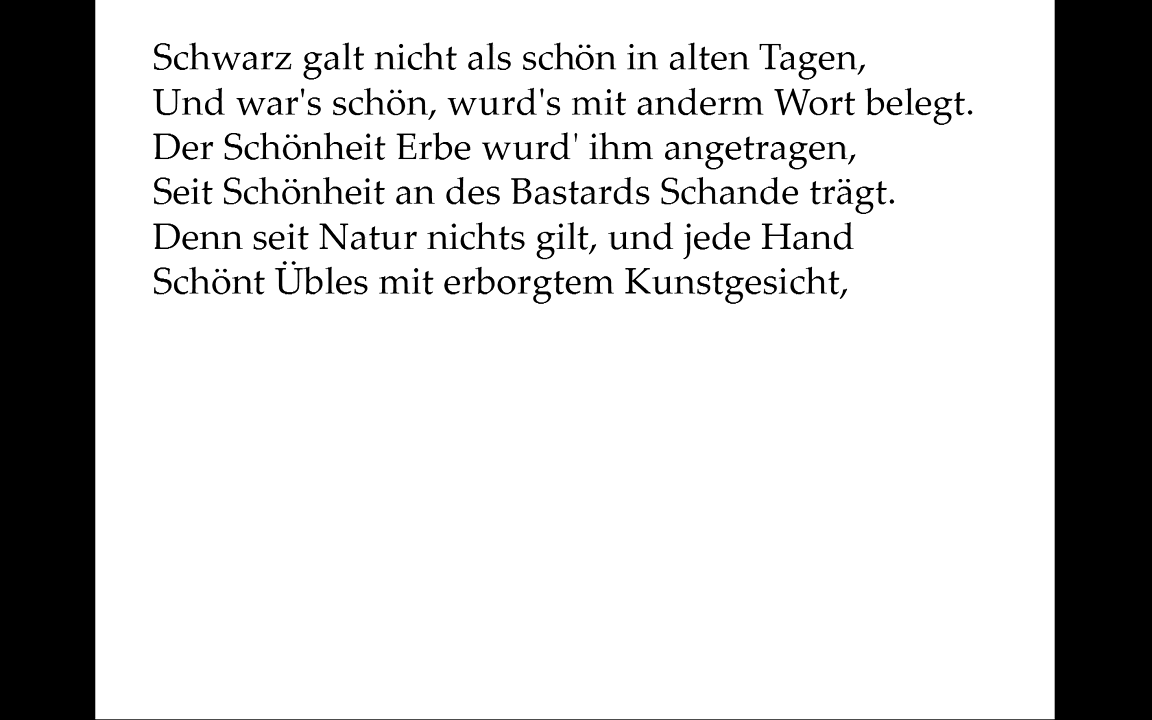 Schwarz galt nicht als schön in alten Tagen,
Und war's schön, wurd's mit anderm Wort belegt.
Der Schönheit Erbe wurd' ihm angetragen,
Seit Schönheit an des Bastards Schande trägt.
Denn seit Natur nichts gilt, und jede Hand
Schönt Übles mit erborgtem Kunstgesicht,